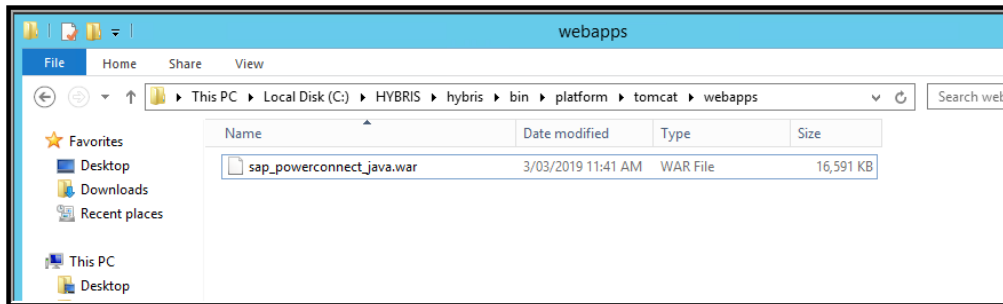 webapps
File Home Share View
This PC Local Disk (C:) HYBRIS hybris bin platform tomcat webapps Search web
Favorites
Desktop
Downloads
Recent places
This PC
Desktop
Name Date modified Type Size
sap_powerconnect_java.war 3/03/2019 11:41 AM WAR File 16,591 KB